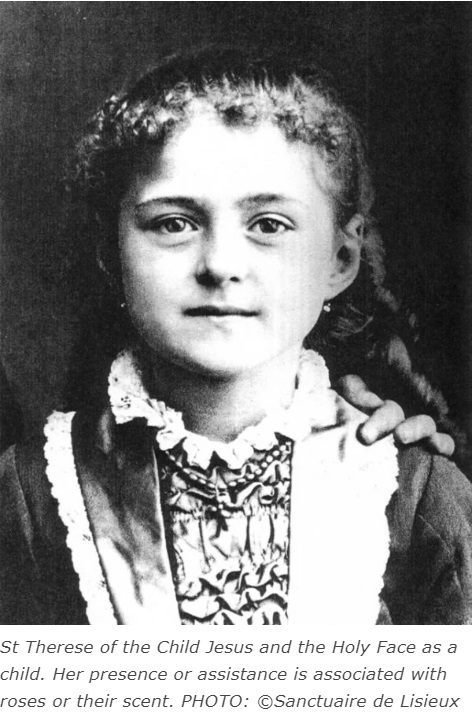 St Therese of the Child Jesus and the Holy Face as a
child. Her presence or assistance is associated with
roses or their scent. PHOTO: ©Sanctuaire de Lisieux